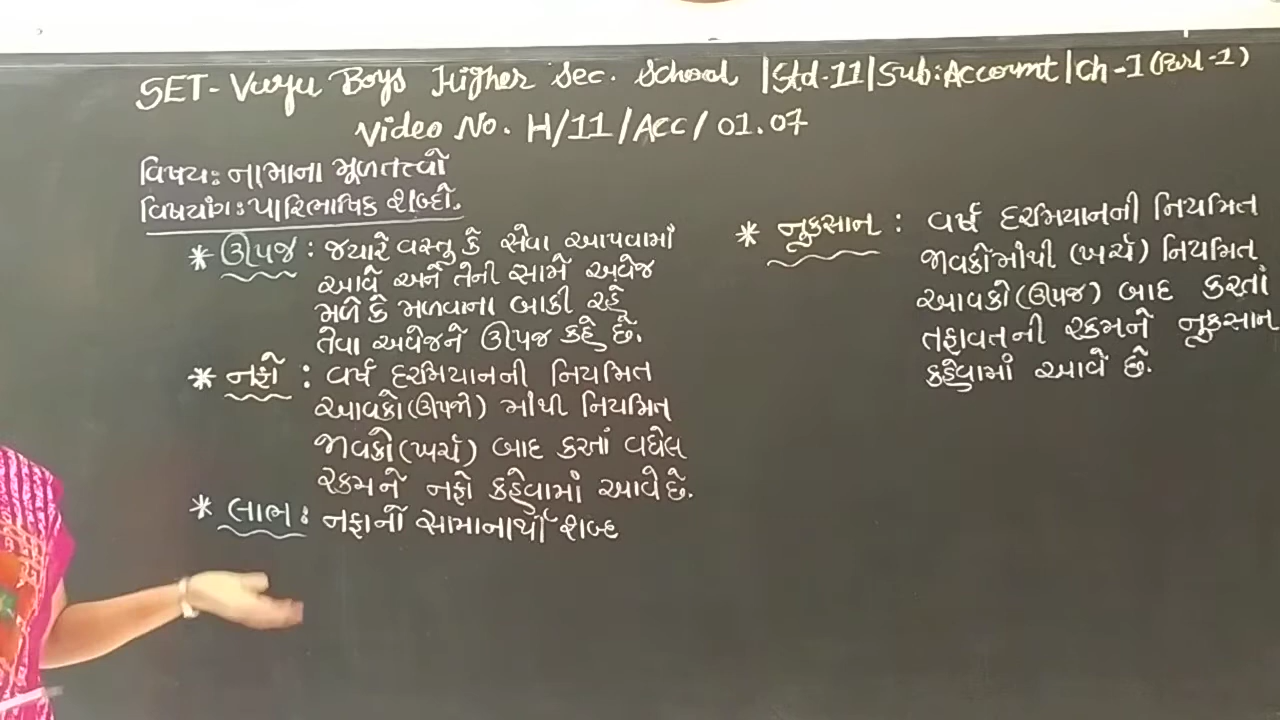 SET- Vuyu Boys Higher Sec. School |Std-11|Sub:Account|Ch-1(Part-1)
Video No. H/11/Acc/01.07
વિષય: નામાના મૂળતત્વો
વિષયાંગ: પારિભાષિક શબ્દો.
* ઊપજ : જ્યારે વસ્તુ કે સેવા આપવામાં
આવે અને તેની સામે અવેજ
મળે કે મળવાના બાકી રહે
તેવા અવેજને ઊપજ કહે છે.
* નફો : વર્ષ દરમિયાનની નિયમિત
આવકો(ઊપજો) માંથી નિયમિત
જાવકો(ખર્ચ) બાદ કરતાં વધેલ
રકમને નફો કહેવામાં આવે છે.
* લાભ : નફાનો સામાનાર્થી શબ્દ
* નૂકસાન : વર્ષ દરમિયાનની નિયમિત
જાવકોમાંથી (ખર્ચ) નિયમિત
આવકો(ઊપજ) બાદ કરતાં
તફાવતની રકમને નૂકસાન
કહેવામાં આવે છે.